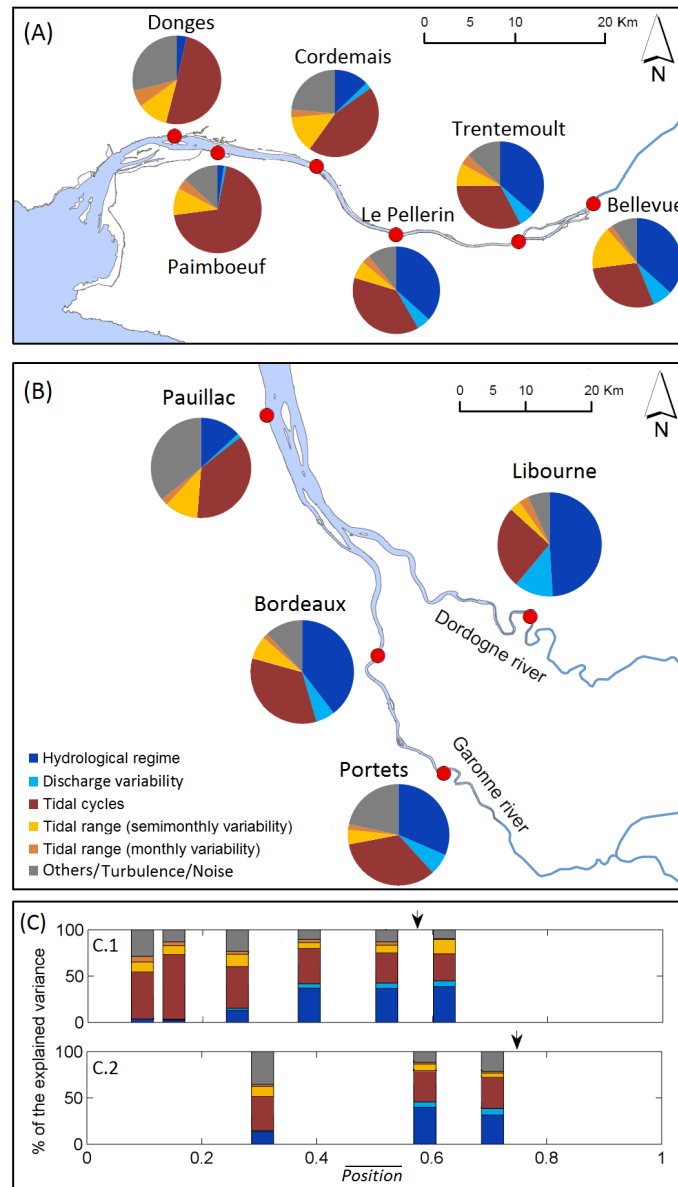 (A)
0 10 20 Km
N
Donges
Cordemais
Trentemoult
Le Pellerin
Bellevue
Paimboeuf
(B)
0 10 20 Km
N
Pauillac
Libourne
Bordeaux
Dordogne river
Garonne river
Portets
Hydrological regime
Discharge variability
Tidal cycles
Tidal range (semimonthly variability)
Tidal range (monthly variability)
Others/Turbulence/Noise
(C)
% of the explained variance
C.1
100
50
0
C.2
100
50
0
0 0.2 0.4 0.6 0.8 1
Position